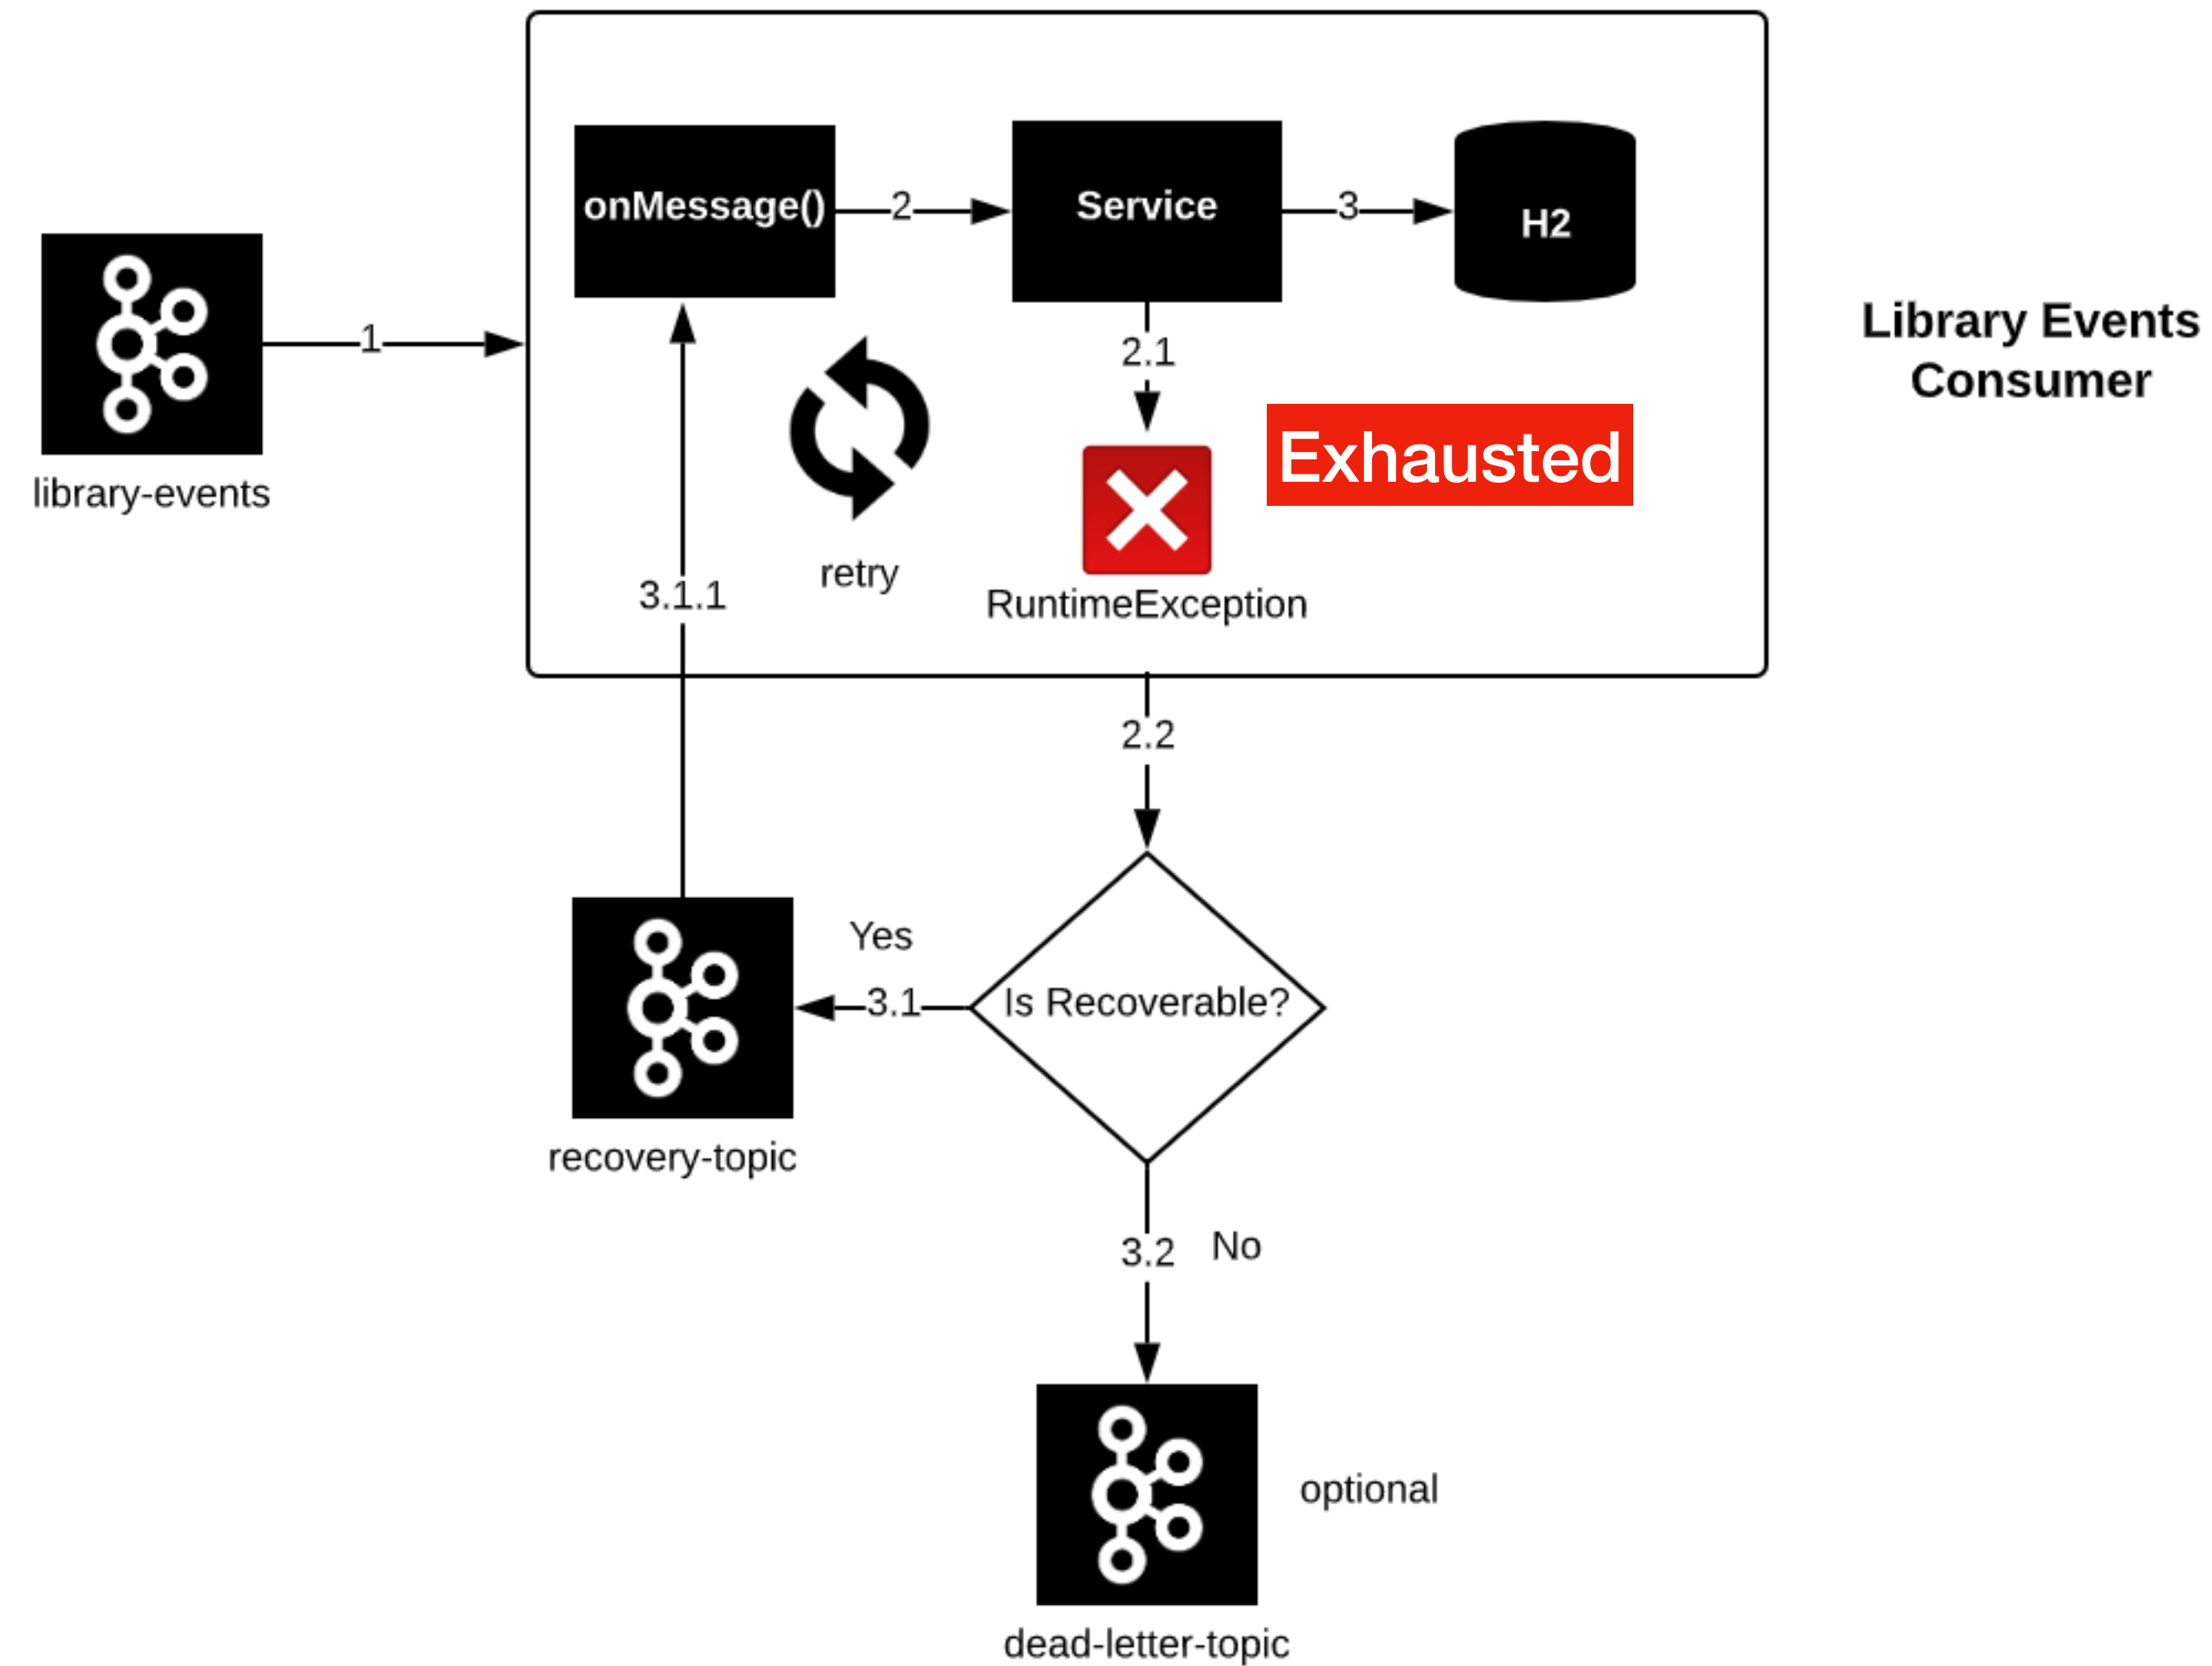 onMessage()
2
Service
3
H2
library-events
1
2.1
Exhausted
RuntimeException
retry
3.1.1
Library Events
Consumer
2.2
Is Recoverable?
Yes
3.1
recovery-topic
3.2
No
optional
dead-letter-topic